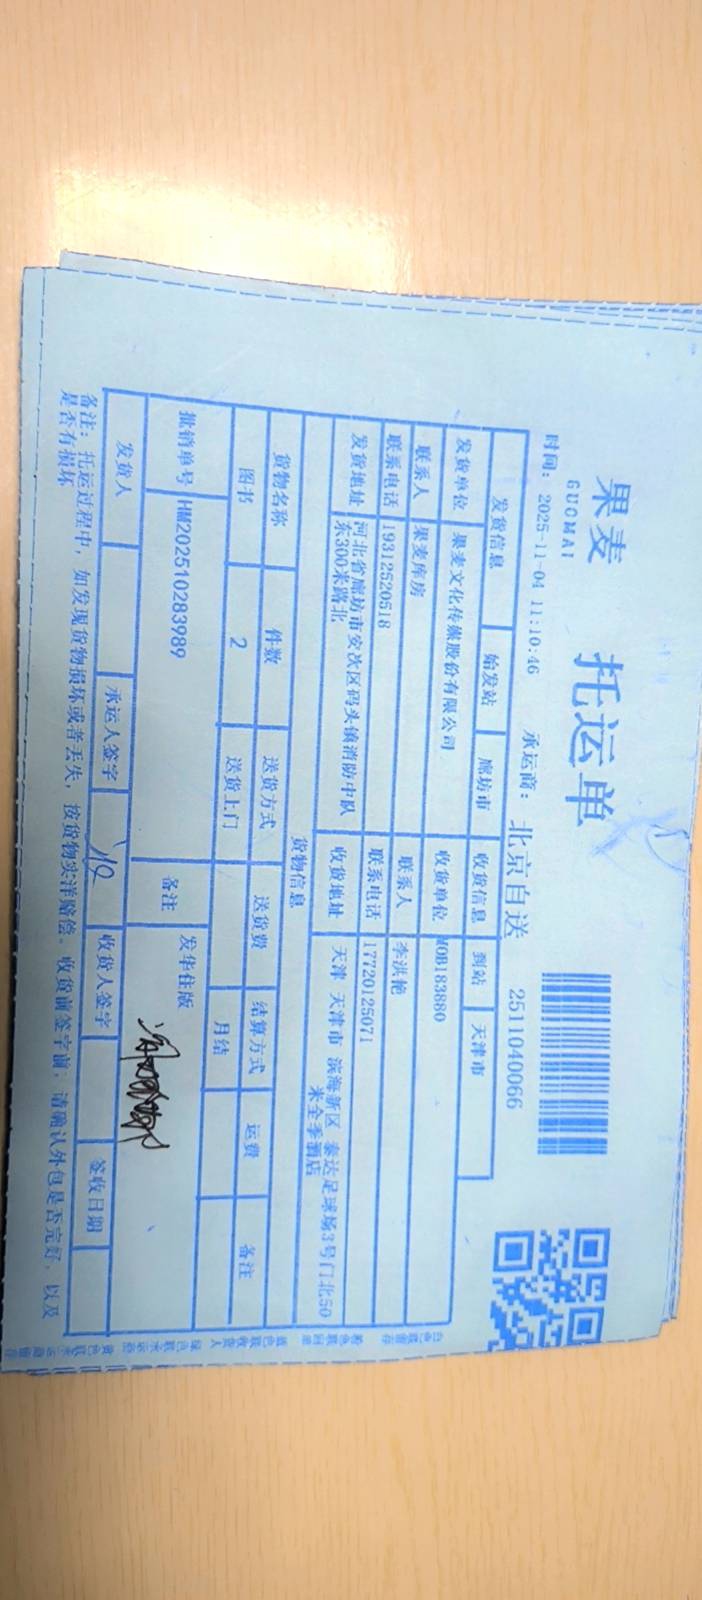 果麦 托运单
GUOMAI
时间: 2025-11-04 11:10:46 承运商: 北京自送 2511040066
发货信息 始发站 廊坊市 收货信息 到站 天津市
发货单位 果麦文化传媒股份有限公司 收货单位 MOB183880
联系人 果麦库房 联系人 李洪艳
联系电话 19312520518 联系电话 17720125071
发货地址 河北省廊坊市安次区码头镇消防中队 收货地址 天津 天津市 滨海新区 泰达足球场3号门北50
东300米路北 米全季酒店
货物信息
货物名称 件数 送货方式 送货费 结算方式 运费 备注
图书 2 送货上门 月结
批销单号 HM202510283989 备注 发华住版
发货人 承运人签字 收货人签字 签收日期
备注: 托运过程中, 如发现货物损坏或者丢失, 按货物实洋赔偿。收货前签字前; 请确认外包是否完好, 以及
是否有损坏